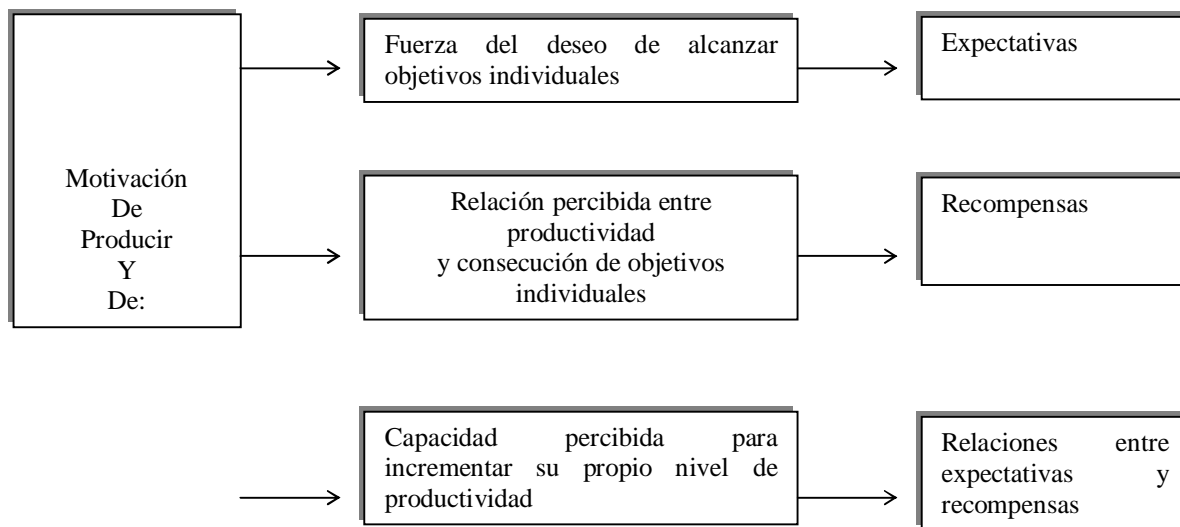 Motivación
De
Producir
Y
De:
Fuerza del deseo de alcanzar
objetivos individuales
Expectativas
Relación percibida entre
productividad
y consecución de objetivos
individuales
Recompensas
Capacidad percibida para
incrementar su propio nivel de
productividad
Relaciones entre
expectativas y
recompensas